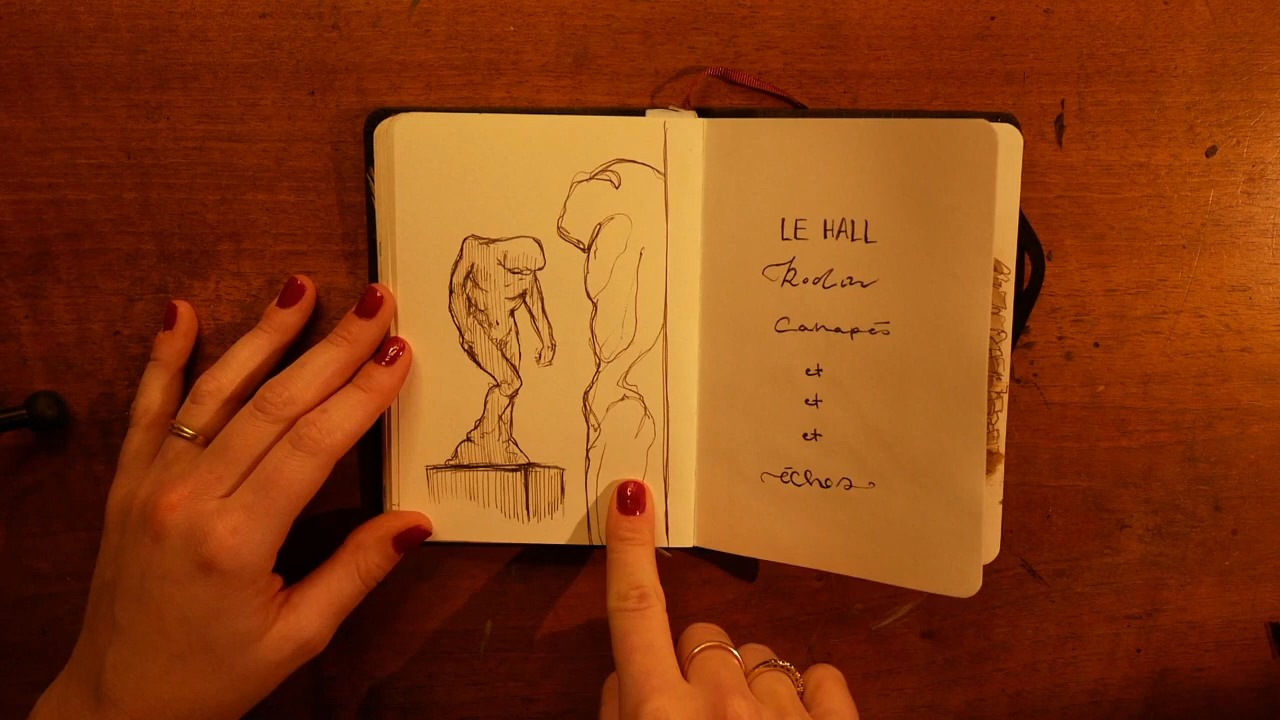 LE HALL
Rodin
Canapés
et
et
et
échos